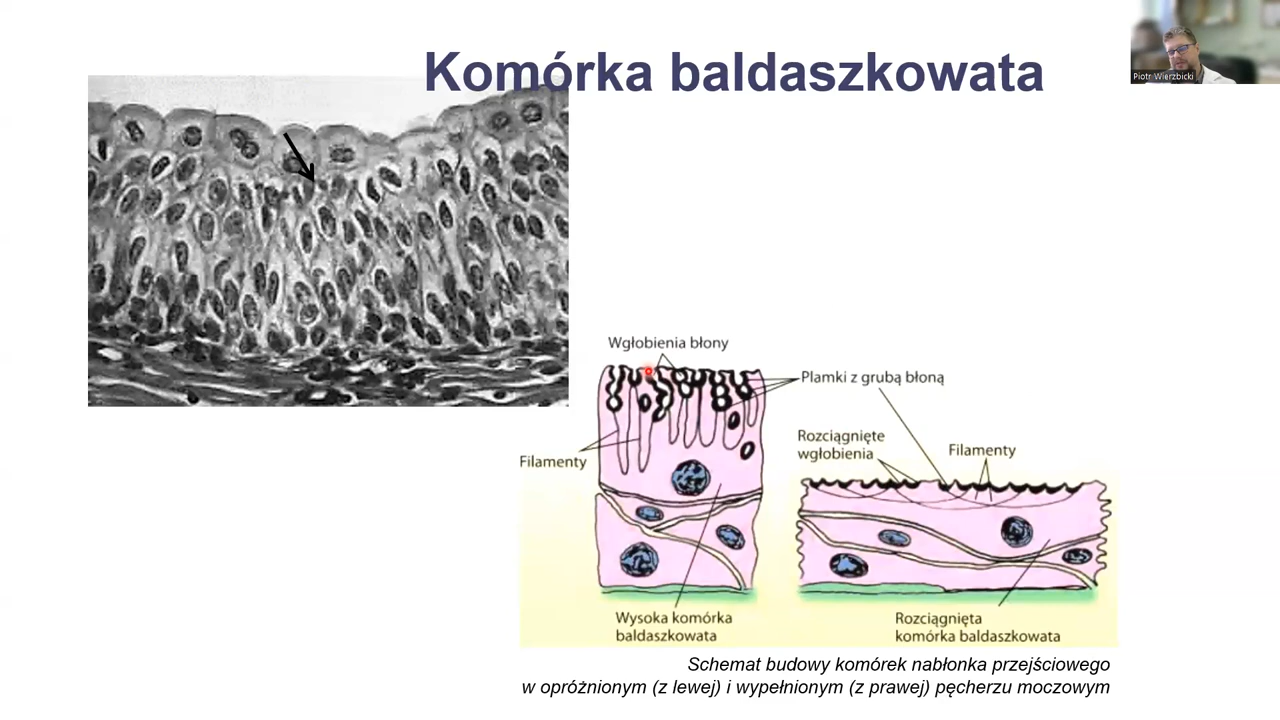 Komórka baldaszkowata
Piotr Wierzbicki
Wgłobienia błony
Plamki z grubą błoną
Rozciągnięte
wgłobienia
Filamenty
Filamenty
Wysoka komórka
baldaszkowata
Rozciągnięta
komórka baldaszkowata
Schemat budowy komórek nabłonka przejściowego
w opróżnionym (z lewej) i wypełnionym (z prawej) pęcherzu moczowym